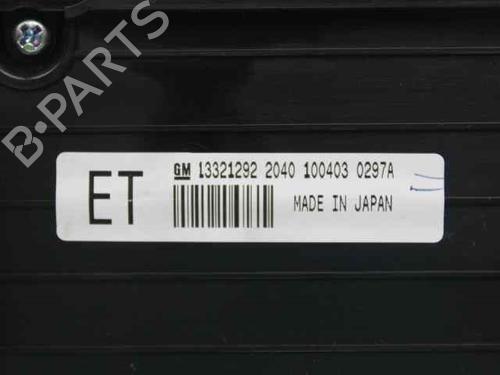 B-PARTS
ET
GM 13321292 2040 100403 0297A
MADE IN JAPAN